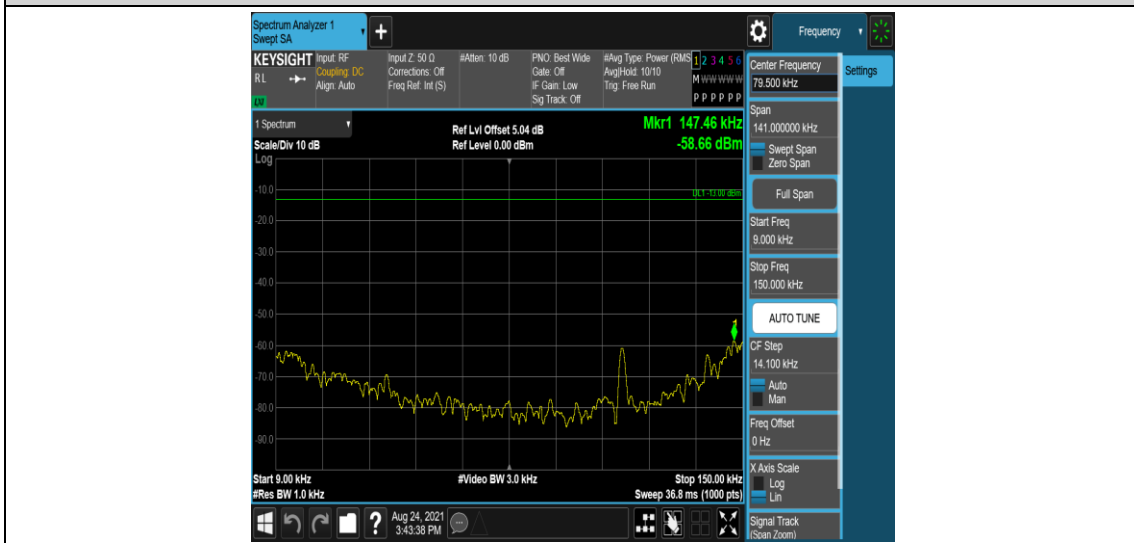 Spectrum Analyzer 1
Swept SA
+
Frequency
KEYSIGHT
Input: RF
Coupling: DC
Align: Auto
RL
LXI
Input Z: 50 Ω
Corrections: Off
Freq Ref: Int (S)
#Atten: 10 dB
PNO: Best Wide
Gate: Off
IF Gain: Low
Sig Track: Off
#Avg Type: Power (RMS
Avg|Hold: 10/10
Trig: Free Run
1 2 3 4 5 6
M W W W W W
P P P P P P
Center Frequency
79.500 kHz
Settings
Span
141.000000 kHz
Swept Span
Zero Span
Full Span
Start Freq
9.000 kHz
Stop Freq
150.000 kHz
AUTO TUNE
CF Step
14.100 kHz
Auto
Man
Freq Offset
0 Hz
X Axis Scale
Log
Lin
Signal Track
(Span Zoom)
1 Spectrum
Scale/Div 10 dB
Log
Ref Lvl Offset 5.04 dB
Ref Level 0.00 dBm
Mkr1 147.46 kHz
-58.66 dBm
DL1 -13.00 dBm
-10.0
-20.0
-30.0
-40.0
-50.0
1
-60.0
-70.0
-80.0
-90.0
Start 9.00 kHz
#Video BW 3.0 kHz
Stop 150.00 kHz
#Res BW 1.0 kHz
Sweep 36.8 ms (1000 pts)
?
Aug 24, 2021
3:43:38 PM